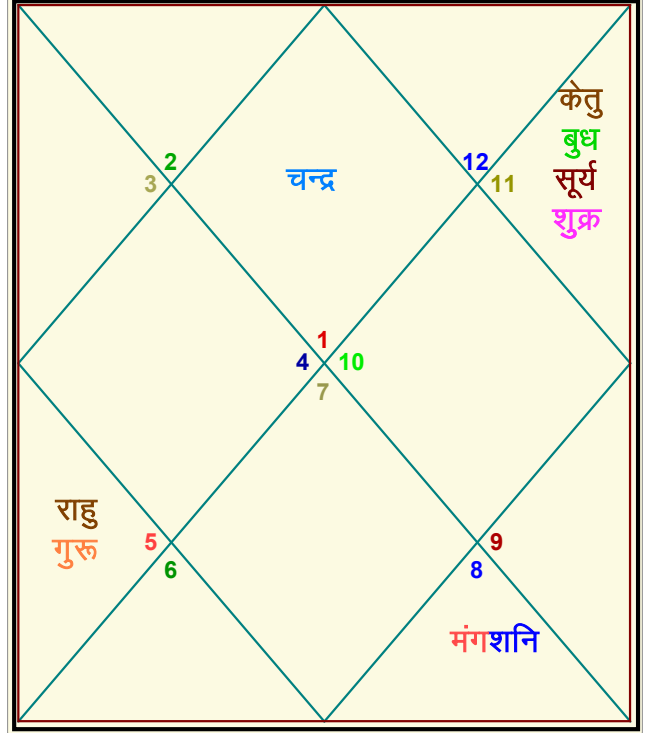 केतु
बुध
2 चन्द्र 12 सूर्य
3 11
शुक्र
1
4 10
7
राहु
गुरू 5 9
6 8
मंगशनि